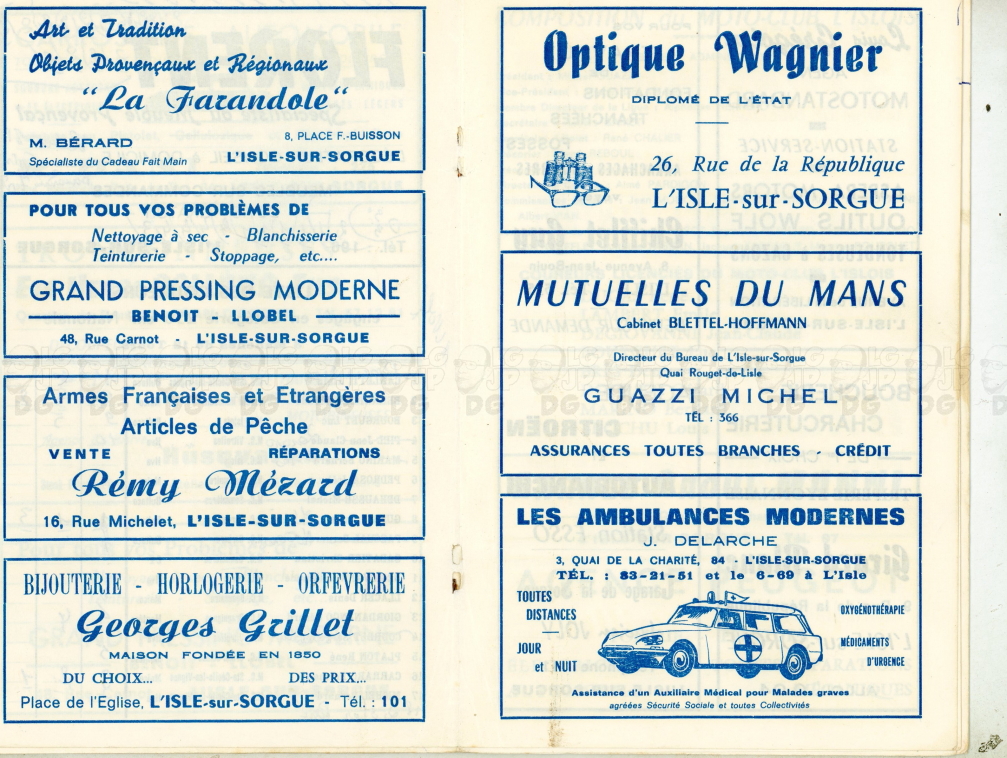 Art et Tradition
Objets Provençaux et Régionaux
"La Farandole"
M. BÉRARD
8, PLACE F.-BUISSON
Spécialiste du Cadeau Fait Main
L'ISLE-SUR-SORGUE
POUR TOUS VOS PROBLÈMES DE
Nettoyage à sec - Blanchisserie
Teinturerie - Stoppage, etc....
GRAND PRESSING MODERNE
BENOIT - LLOBEL
48, Rue Carnot - L'ISLE-SUR-SORGUE
Armes Françaises et Etrangères
Articles de Pêche
VENTE RÉPARATIONS
Rémy Mézard
16, Rue Michelet, L'ISLE-SUR-SORGUE
BIJOUTERIE - HORLOGERIE - ORFEVRERIE
Georges Grillet
MAISON FONDÉE EN 1850
DU CHOIX... DES PRIX...
Place de l'Eglise, L'ISLE-sur-SORGUE - Tél. : 101
Optique Wagnier
DIPLOMÉ DE L'ÉTAT
26, Rue de la République
L'ISLE-sur-SORGUE
MUTUELLES DU MANS
Cabinet BLETTEL-HOFFMANN
Directeur du Bureau de L'Isle-sur-Sorgue
Quai Rouget-de-Lisle
GUAZZI MICHEL
TÉL : 366
ASSURANCES TOUTES BRANCHES - CRÉDIT
LES AMBULANCES MODERNES
J. DELARCHE
3, QUAI DE LA CHARITÉ, 84 - L'ISLE-SUR-SORGUE
TÉL. : 83-21-51 et le 6-69 à L'Isle
TOUTES
DISTANCES
JOUR
et NUIT
OXYGÉNOTHÉRAPIE
MÉDICAMENTS
D'URGENCE
Assistance d'un Auxiliaire Médical pour Malades graves
agréées Sécurité Sociale et toutes Collectivités